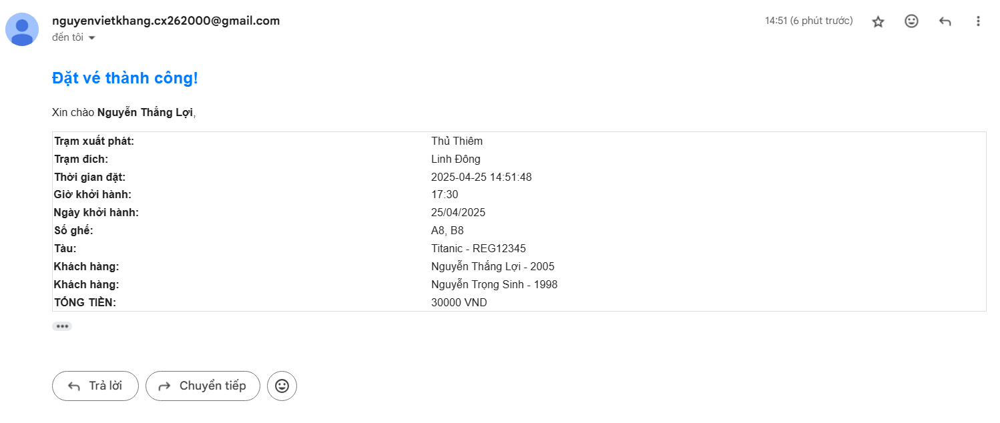 nguyenvietkhang.cx262000@gmail.com
14:51 (6 phút trước)
đến tôi
Đặt vé thành công!
Xin chào Nguyễn Thắng Lợi,
Trạm xuất phát: Thủ Thiêm
Trạm đích: Linh Đông
Thời gian đặt: 2025-04-25 14:51:48
Giờ khởi hành: 17:30
Ngày khởi hành: 25/04/2025
Số ghế: A8, B8
Tàu: Titanic - REG12345
Khách hàng: Nguyễn Thắng Lợi - 2005
Khách hàng: Nguyễn Trọng Sinh - 1998
TỔNG TIỀN: 30000 VND
Trả lời
Chuyển tiếp